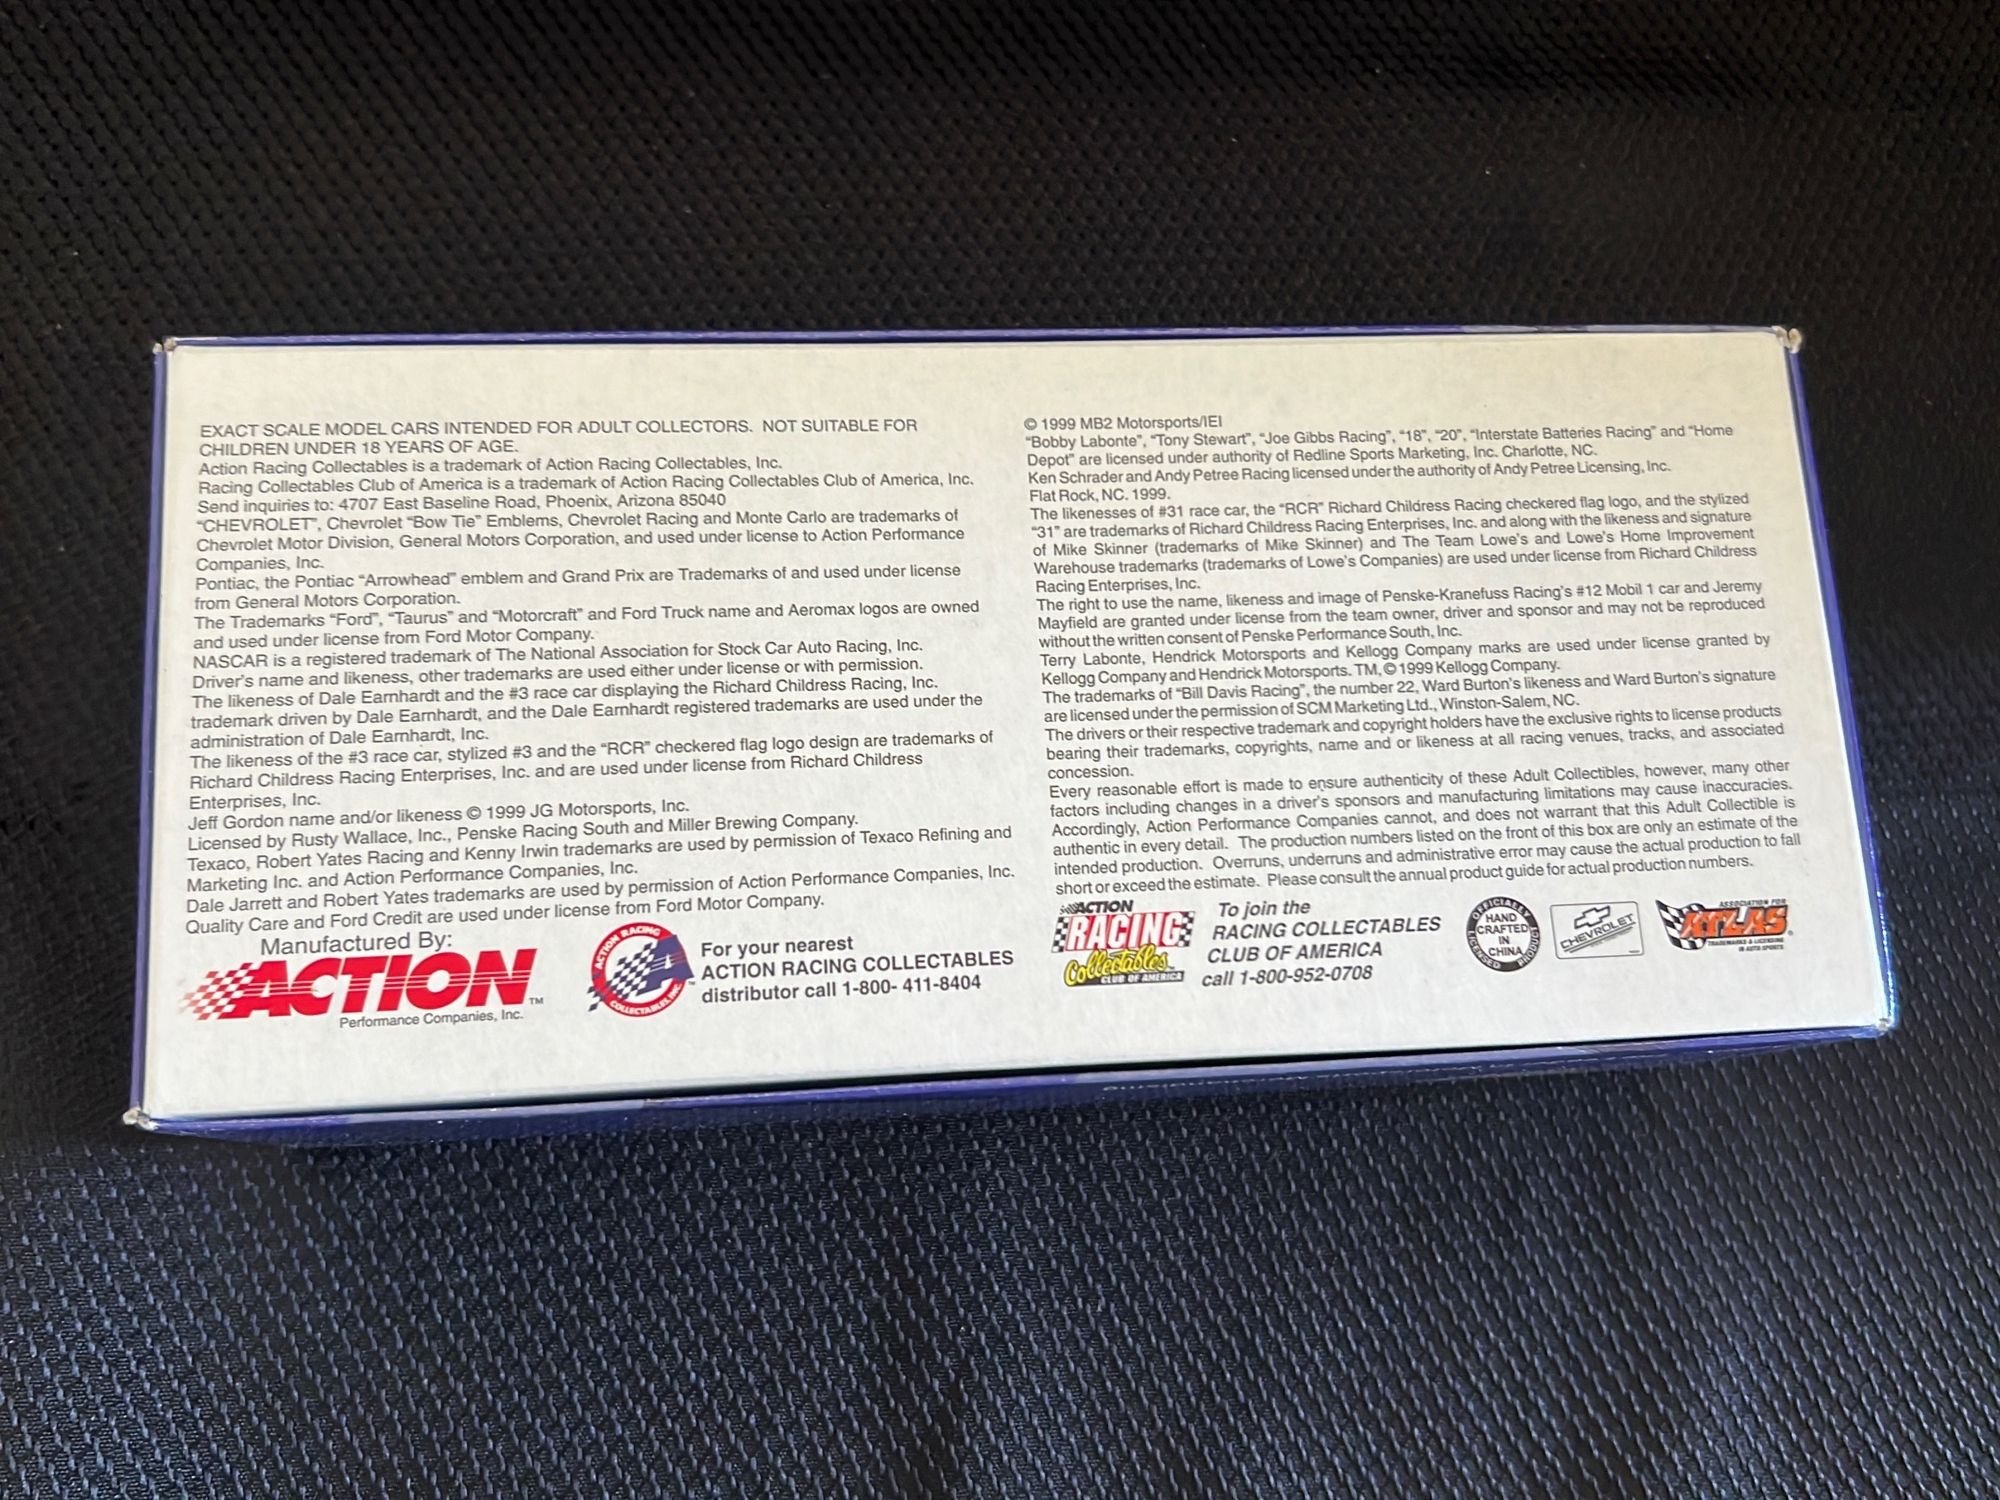 EXACT SCALE MODEL CARS INTENDED FOR ADULT COLLECTORS. NOT SUITABLE FOR
CHILDREN UNDER 18 YEARS OF AGE.
Action Racing Collectables is a trademark of Action Racing Collectables, Inc.
Racing Collectables Club of America is a trademark of Action Racing Collectables Club of America, Inc.
Send inquiries to: 4707 East Baseline Road, Phoenix, Arizona 85040
"CHEVROLET", Chevrolet "Bow Tie" Emblems, Chevrolet Racing and Monte Carlo are trademarks of
Chevrolet Motor Division, General Motors Corporation, and used under license to Action Performance
Companies, Inc.
Pontiac, the Pontiac "Arrowhead" emblem and Grand Prix are Trademarks of and used under license
from General Motors Corporation.
The Trademarks "Ford", "Taurus" and "Motorcraft" and Ford Truck name and Aeromax logos are owned
and used under license from Ford Motor Company.
NASCAR is a registered trademark of The National Association for Stock Car Auto Racing, Inc.
Driver's name and likeness, other trademarks are used either under license or with permission.
The likeness of Dale Earnhardt and the #3 race car displaying the Richard Childress Racing, Inc.
trademark driven by Dale Earnhardt, and the Dale Earnhardt registered trademarks are used under the
administration of Dale Earnhardt, Inc.
The likeness of the #3 race car, stylized #3 and the "RCR" checkered flag logo design are trademarks of
Richard Childress Racing Enterprises, Inc. and are used under license from Richard Childress
Enterprises, Inc.
Jeff Gordon name and/or likeness © 1999 JG Motorsports, Inc.
Licensed by Rusty Wallace, Inc., Penske Racing South and Miller Brewing Company.
Texaco, Robert Yates Racing and Kenny Irwin trademarks are used by permission of Texaco Refining and
Marketing Inc. and Action Performance Companies, Inc.
Dale Jarrett and Robert Yates trademarks are used by permission of Action Performance Companies, Inc.
Quality Care and Ford Credit are used under license from Ford Motor Company.
Manufactured By:
ACTION™
Performance Companies, Inc.
ACTION RACING
COLLECTABLES, INC.
For your nearest
ACTION RACING COLLECTABLES
distributor call 1-800- 411-8404
© 1999 MB2 Motorsports/IEI
"Bobby Labonte", "Tony Stewart", "Joe Gibbs Racing", "18", "20", "Interstate Batteries Racing" and "Home
Depot" are licensed under authority of Redline Sports Marketing, Inc. Charlotte, NC.
Ken Schrader and Andy Petree Racing licensed under the authority of Andy Petree Licensing, Inc.
Flat Rock, NC. 1999.
The likenesses of #31 race car, the "RCR" Richard Childress Racing checkered flag logo, and the stylized
"31" are trademarks of Richard Childress Racing Enterprises, Inc. and along with the likeness and signature
of Mike Skinner (trademarks of Mike Skinner) and The Team Lowe's and Lowe's Home Improvement
Warehouse trademarks (trademarks of Lowe's Companies) are used under license from Richard Childress
Racing Enterprises, Inc.
The right to use the name, likeness and image of Penske-Kranefuss Racing's #12 Mobil 1 car and Jeremy
Mayfield are granted under license from the team owner, driver and sponsor and may not be reproduced
without the written consent of Penske Performance South, Inc.
Terry Labonte, Hendrick Motorsports and Kellogg Company marks are used under license granted by
Kellogg Company and Hendrick Motorsports. TM, © 1999 Kellogg Company.
The trademarks of "Bill Davis Racing", the number 22, Ward Burton's likeness and Ward Burton's signature
are licensed under the permission of SCM Marketing Ltd., Winston-Salem, NC.
The drivers or their respective trademark and copyright holders have the exclusive rights to license products
bearing their trademarks, copyrights, name and or likeness at all racing venues, tracks, and associated
concession.
Every reasonable effort is made to ensure authenticity of these Adult Collectibles, however, many other
factors including changes in a driver's sponsors and manufacturing limitations may cause inaccuracies.
Accordingly, Action Performance Companies cannot, and does not warrant that this Adult Collectible is
authentic in every detail. The production numbers listed on the front of this box are only an estimate of the
intended production. Overruns, underruns and administrative error may cause the actual production to fall
short or exceed the estimate. Please consult the annual product guide for actual production numbers.
ACTION
RACING
Collectables
CLUB OF AMERICA
To join the
RACING COLLECTABLES
CLUB OF AMERICA
call 1-800-952-0708
OFFICIALLY LICENSED PRODUCT
HAND
CRAFTED
IN
CHINA
CHEVROLET
ASSOCIATION FOR
ATLAS
TRADEMARKS & LICENSING
IN AUTO SPORTS